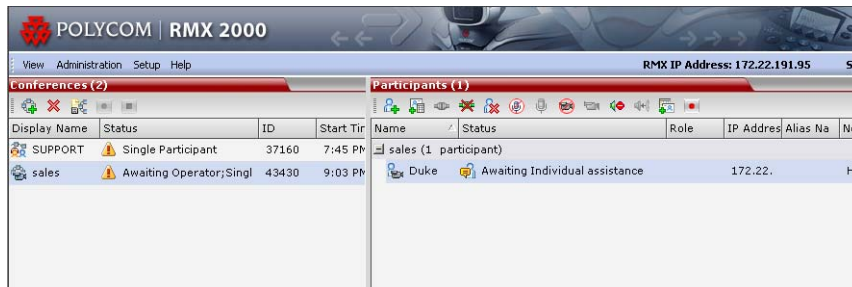 POLYCOM | RMX 2000
View Administration Setup Help RMX IP Address: 172.22.191.95 S
Conferences (2)
Participants (1)
Display Name Status ID Start Tir
SUPPORT Single Participant 37160 7:45 PM
sales Awaiting Operator;Singl 43430 9:03 PM
Name Status Role IP Addres Alias Na N
sales (1 participant)
Duke Awaiting Individual assistance 172.22. H